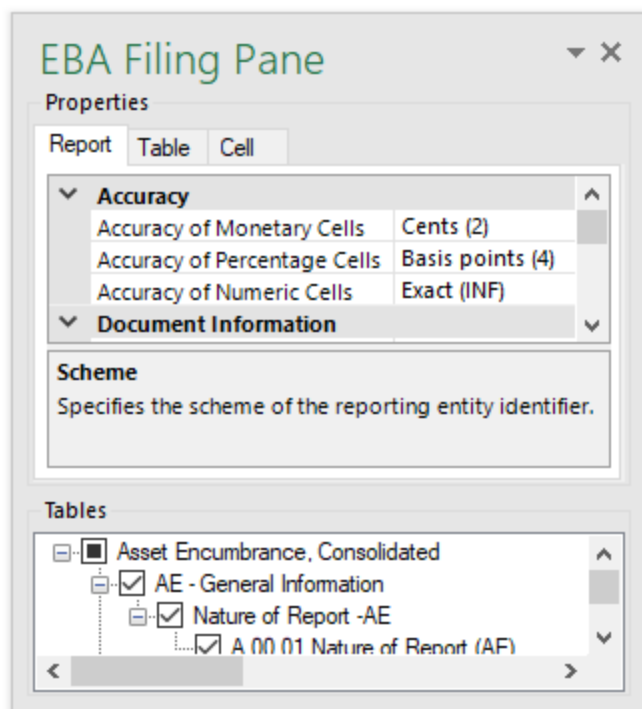 EBA Filing Pane
Properties
Report Table Cell
Accuracy
Accuracy of Monetary Cells Cents (2)
Accuracy of Percentage Cells Basis points (4)
Accuracy of Numeric Cells Exact (INF)
Document Information
Scheme
Specifies the scheme of the reporting entity identifier.
Tables
Asset Encumbrance, Consolidated
AE - General Information
Nature of Report -AE
A 00.01 Nature of Report (AE)